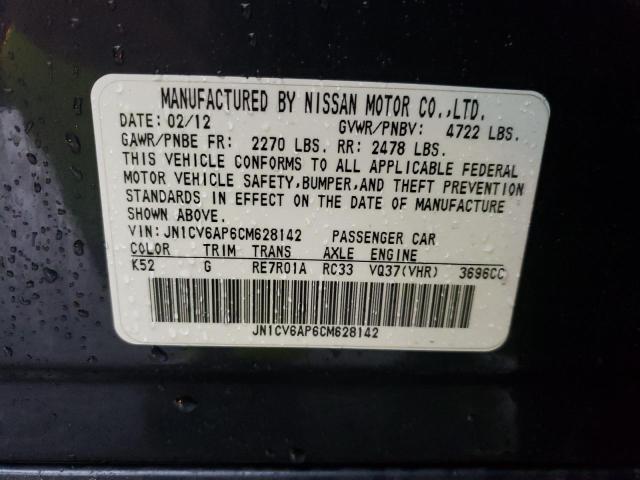 MANUFACTURED BY NISSAN MOTOR CO.,LTD.
DATE: 02/12 GVWR/PNBV: 4722 LBS.
GAWR/PNBE FR: 2270 LBS. RR: 2478 LBS.
THIS VEHICLE CONFORMS TO ALL APPLICABLE FEDERAL
MOTOR VEHICLE SAFETY,BUMPER,AND THEFT PREVENTION
STANDARDS IN EFFECT ON THE DATE OF MANUFACTURE
SHOWN ABOVE.
VIN: JN1CV6AP6CM628142 PASSENGER CAR
COLOR TRIM TRANS AXLE ENGINE
K52 G RE7R01A RC33 VQ37(VHR) 3696CC
JN1CV6AP6CM628142